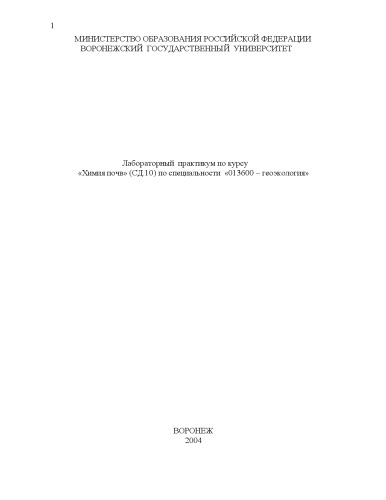 1
МИНИСТЕРСТВО ОБРАЗОВАНИЯ РОССИЙСКОЙ ФЕДЕРАЦИИ
ВОРОНЕЖСКИЙ ГОСУДАРСТВЕННЫЙ УНИВЕРСИТЕТ
Лабораторный практикум по курсу
«Химия почв» (СД.10) по специальности «013600 – геоэкология»
ВОРОНЕЖ
2004